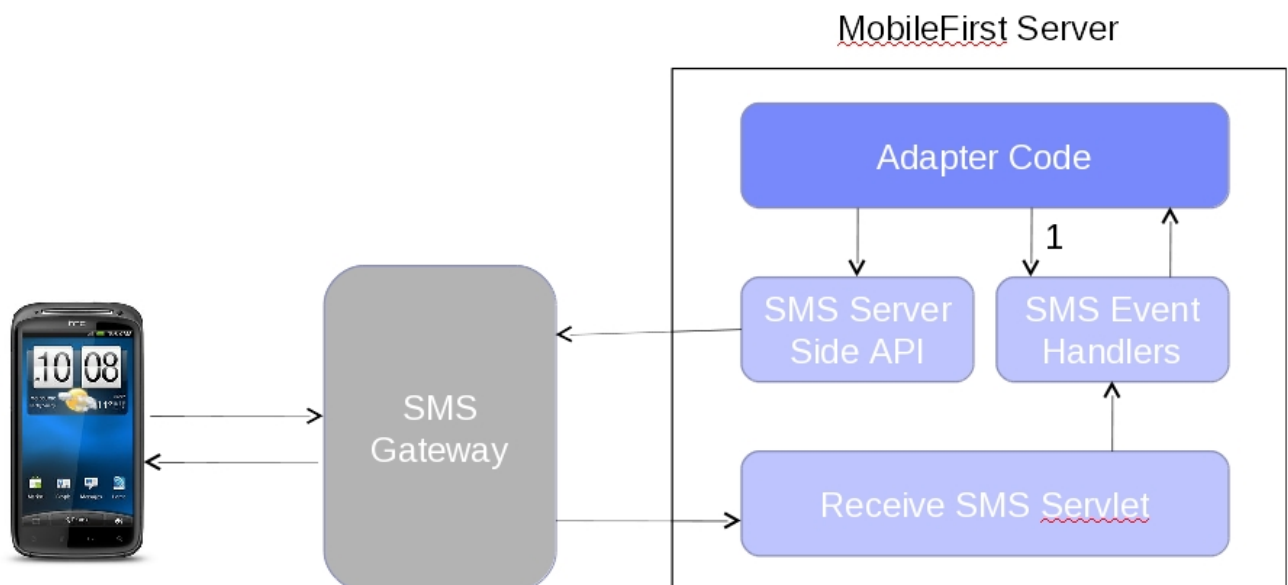 MobileFirst Server
Adapter Code
1
SMS Server
Side API
SMS Event
Handlers
SMS
Gateway
Receive SMS Servlet
htc
10 08